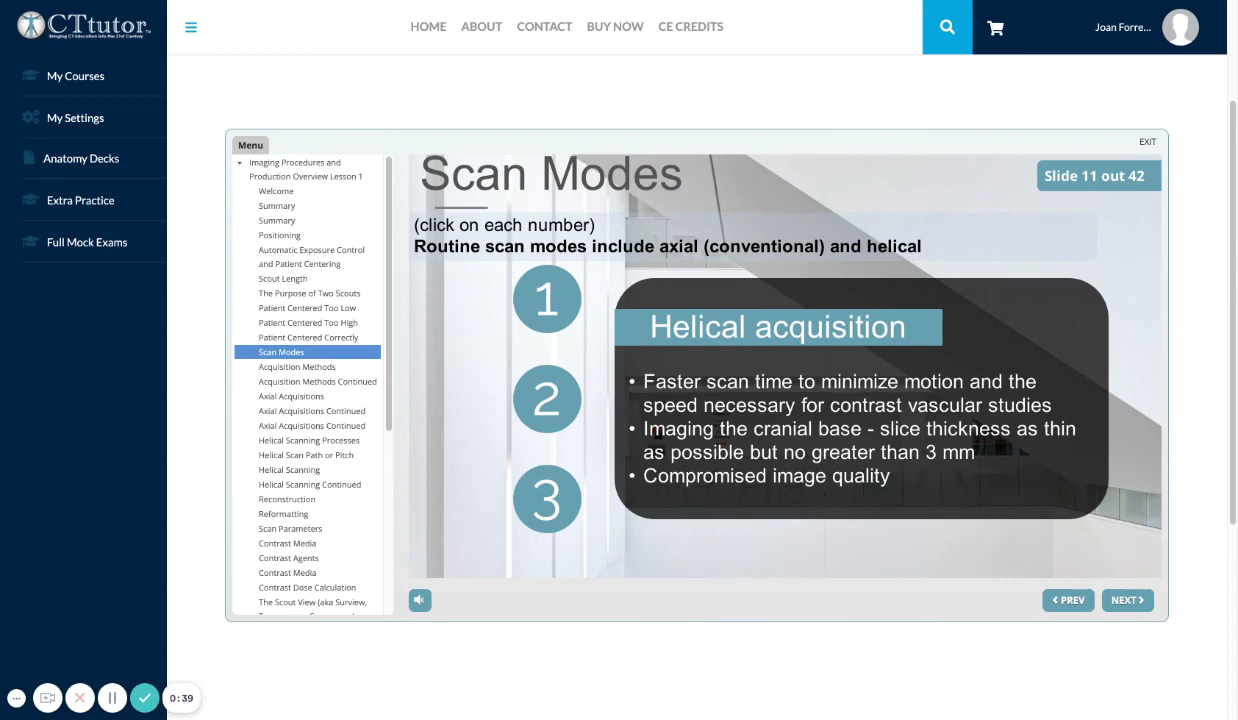 CTtutor
Bringing CT Education into the 21st Century
TM
HOME
ABOUT
CONTACT
BUY NOW
CE CREDITS
Joan Forre...
My Courses
My Settings
Anatomy Decks
Extra Practice
Full Mock Exams
Menu
EXIT
Imaging Procedures and
Production Overview Lesson 1
Welcome
Summary
Summary
Positioning
Automatic Exposure Control
and Patient Centering
Scout Length
The Purpose of Two Scouts
Patient Centered Too Low
Patient Centered Too High
Patient Centered Correctly
Scan Modes
Acquisition Methods
Acquisition Methods Continued
Axial Acquisitions
Axial Acquisitions Continued
Axial Acquisitions Continued
Helical Scanning Processes
Helical Scan Path or Pitch
Helical Scanning
Helical Scanning Continued
Reconstruction
Reformatting
Scan Parameters
Contrast Media
Contrast Agents
Contrast Media
Contrast Dose Calculation
The Scout View (aka Surview,
Scan Modes
Slide 11 out 42
(click on each number)
Routine scan modes include axial (conventional) and helical
1
2
3
Helical acquisition
• Faster scan time to minimize motion and the
speed necessary for contrast vascular studies
• Imaging the cranial base - slice thickness as thin
as possible but no greater than 3 mm
• Compromised image quality
PREV
NEXT
0:39